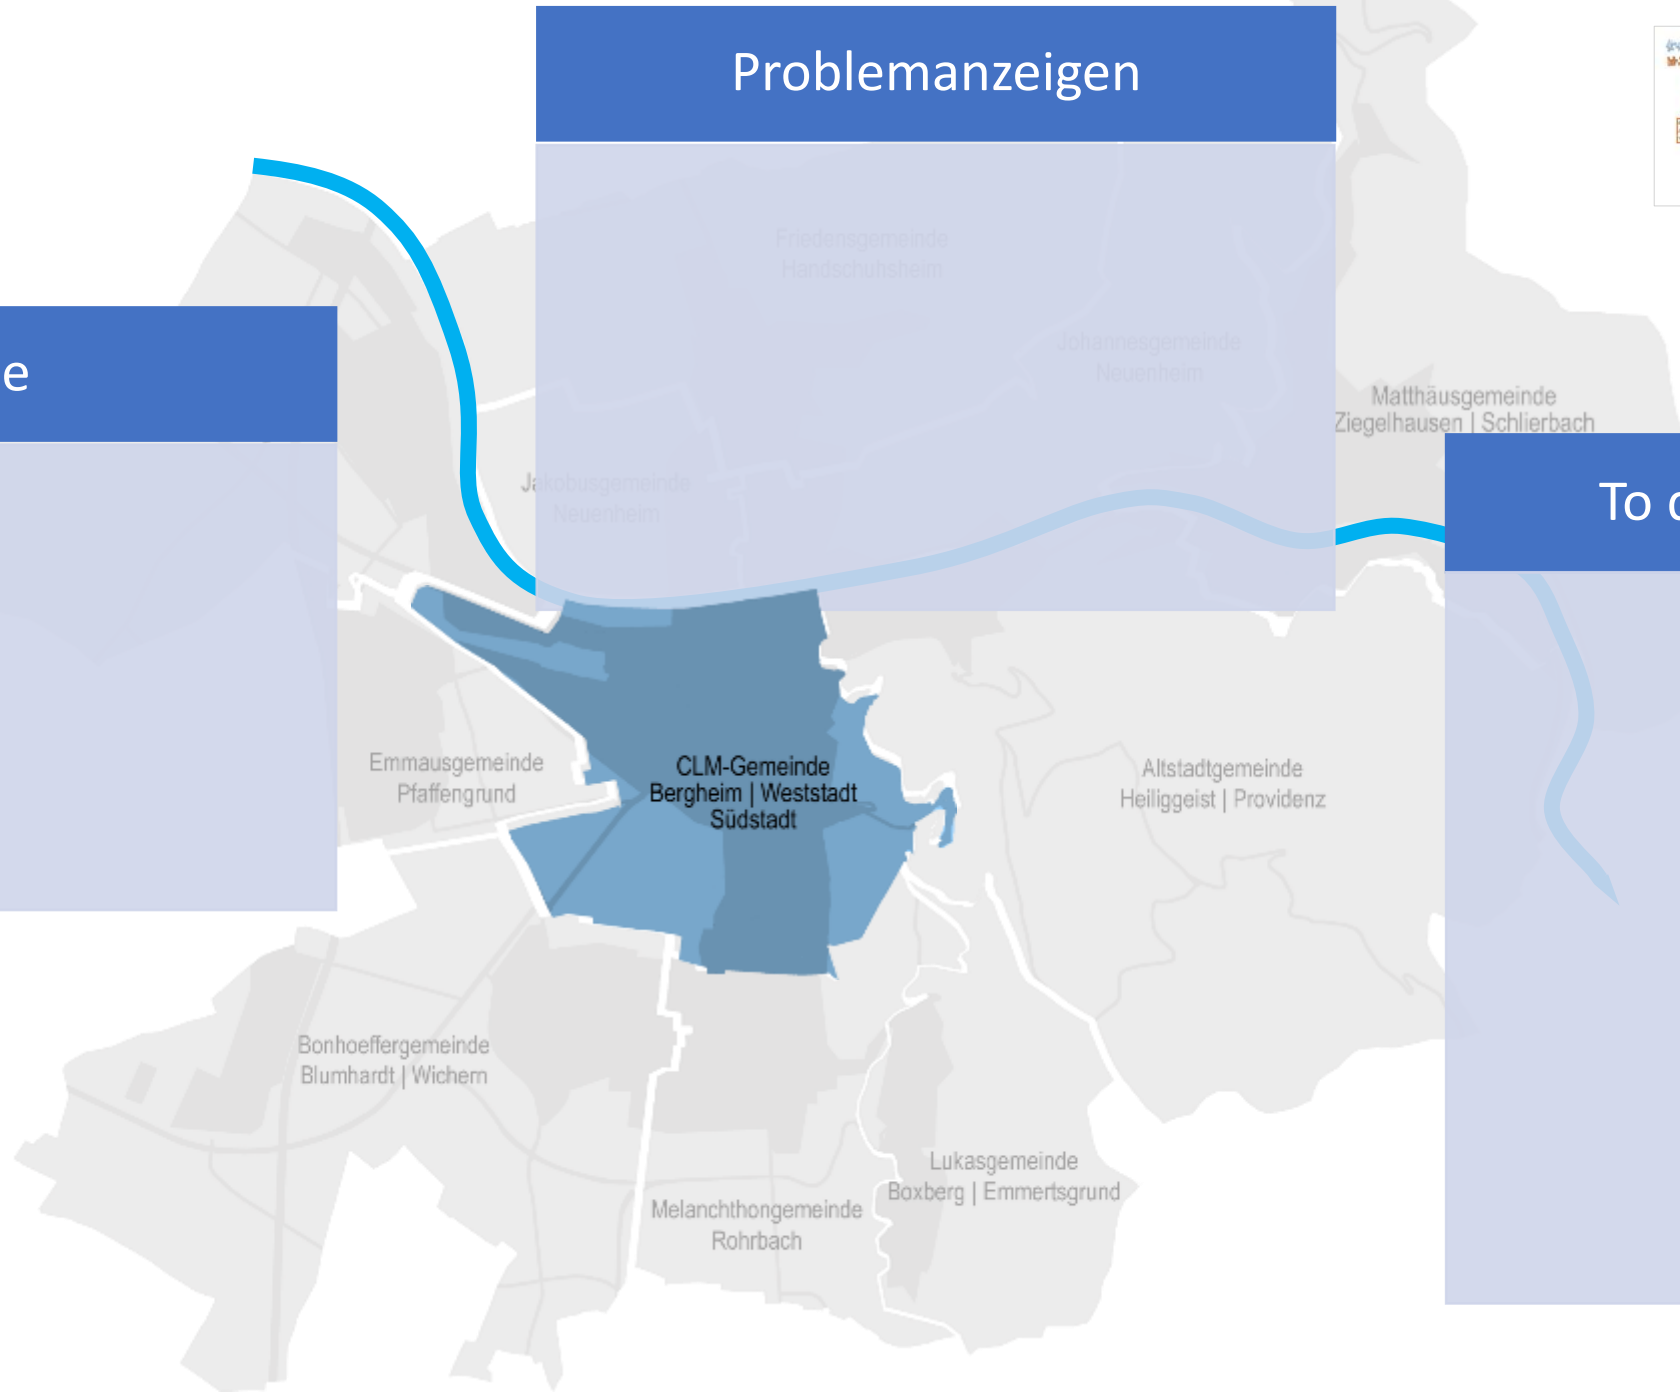 Problemanzeigen
Friedensgemeinde
Handschuhsheim
Johannesgemeinde
Neuenheim
e
Matthäusgemeinde
Ziegelhausen | Schlierbach
Jakobusgemeinde
Neuenheim
To
CLM-Gemeinde
Bergheim | Weststadt
Südstadt
Emmausgemeinde
Pfaffengrund
Altstadtgemeinde
Heiliggeist | Providenz
Bonhoeffergemeinde
Blumhardt | Wichern
Lukasgemeinde
Boxberg | Emmertsgrund
Melanchthongemeinde
Rohrbach